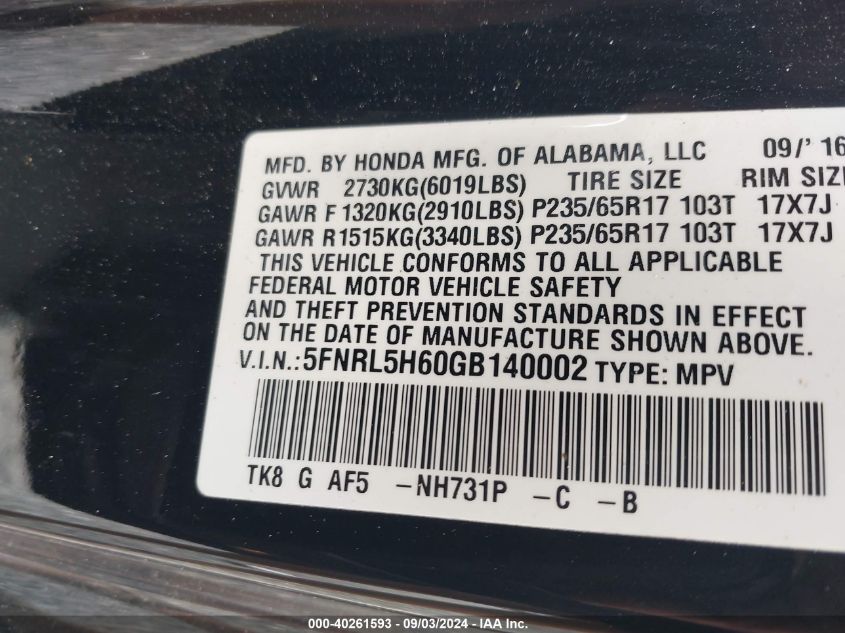 MFD. BY HONDA MFG. OF ALABAMA, LLC 09/' 16
GVWR 2730KG(6019LBS) TIRE SIZE RIM SIZE
GAWR F 1320KG(2910LBS) P235/65R17 103T 17X7J
GAWR R1515KG(3340LBS) P235/65R17 103T 17X7J
THIS VEHICLE CONFORMS TO ALL APPLICABLE
FEDERAL MOTOR VEHICLE SAFETY
AND THEFT PREVENTION STANDARDS IN EFFECT
ON THE DATE OF MANUFACTURE SHOWN ABOVE.
V.I.N.:5FNRL5H60GB140002 TYPE: MPV
TK8 G AF5 -NH731P -C -B
000-40261593 - 09/03/2024 - IAA Inc.